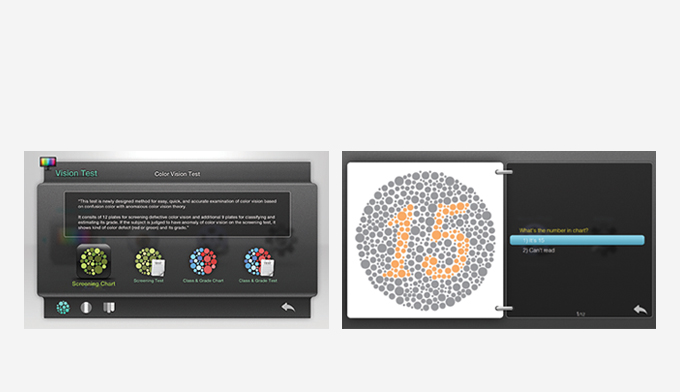 Vision Test
Color Vision Test
"This test is newly designed method for easy, quick, and accurate examination of color vision based
on confusion color with anomalous color vision theory.
It consists of 12 plates for screening defective color vision and additional 9 plates for classifying and
estimating its grade. If the subject is judged to have anomaly of color vision on the screening test, it
shows kind of color defect (red or green) and its grade."
Screening Chart
Screening Test
Class & Grade Chart
Class & Grade Test
15
What's the number in chart?
1) It's 15
2) Can't read